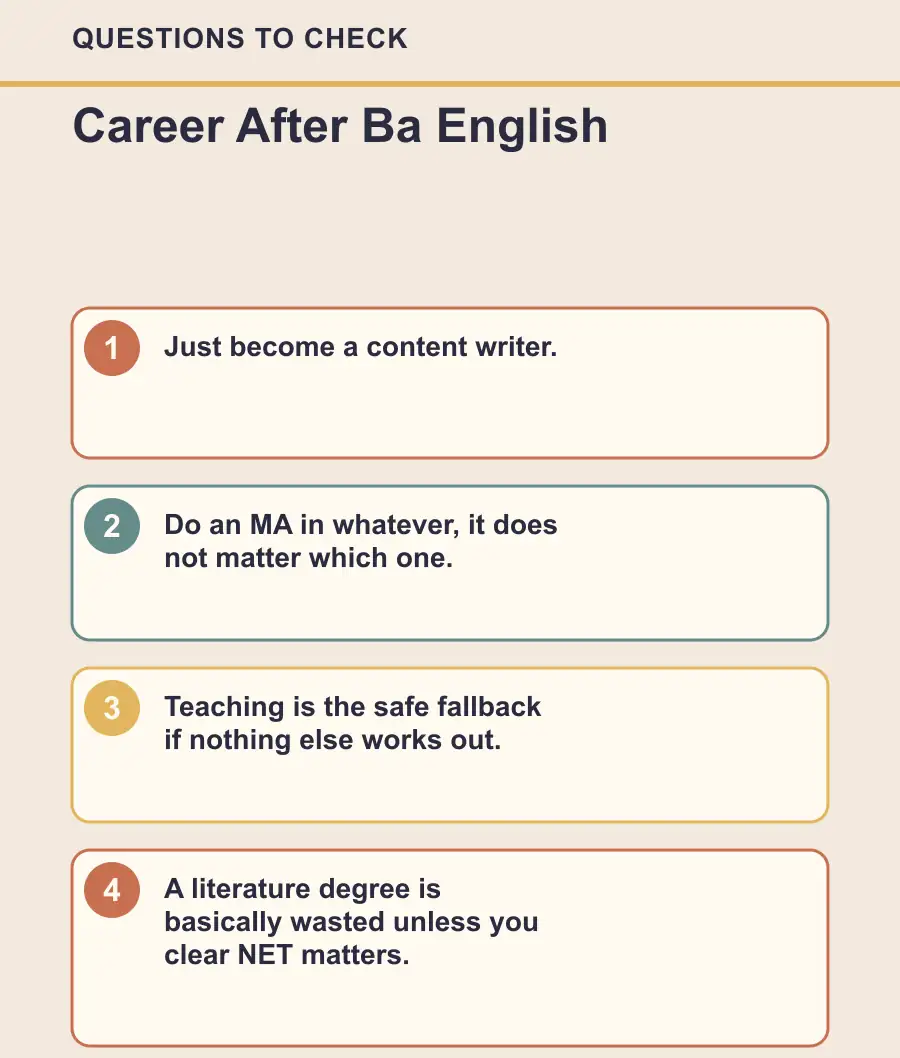 QUESTIONS TO CHECK
Career After Ba English
1
Just become a content writer.
2
Do an MA in whatever, it does
not matter which one.
3
Teaching is the safe fallback
if nothing else works out.
4
A literature degree is
basically wasted unless you
clear NET matters.